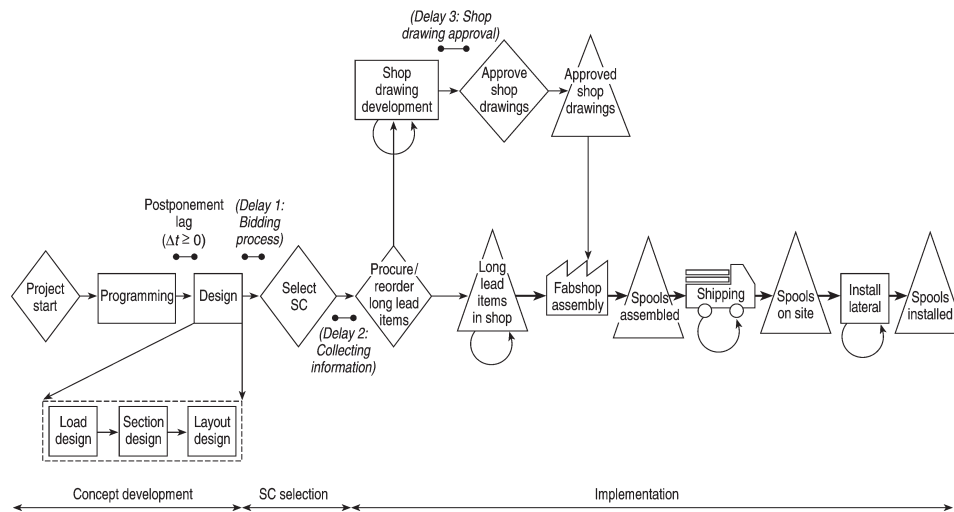 (Delay 3: Shop
drawing approval)
Shop
drawing
development
Approve
shop
drawings
Approved
shop
drawings
Postponement
lag
(Δt ≥ 0)
(Delay 1:
Bidding
process)
Project
start
Programming
Design
Select
SC
(Delay 2:
Collecting
information)
Procure/
reorder
long lead
items
Long
lead
items
in shop
Fabshop
assembly
Spools
assembled
Shipping
Spools
on site
Install
lateral
Spools
installed
Load
design
Section
design
Layout
design
Concept development
SC selection
Implementation